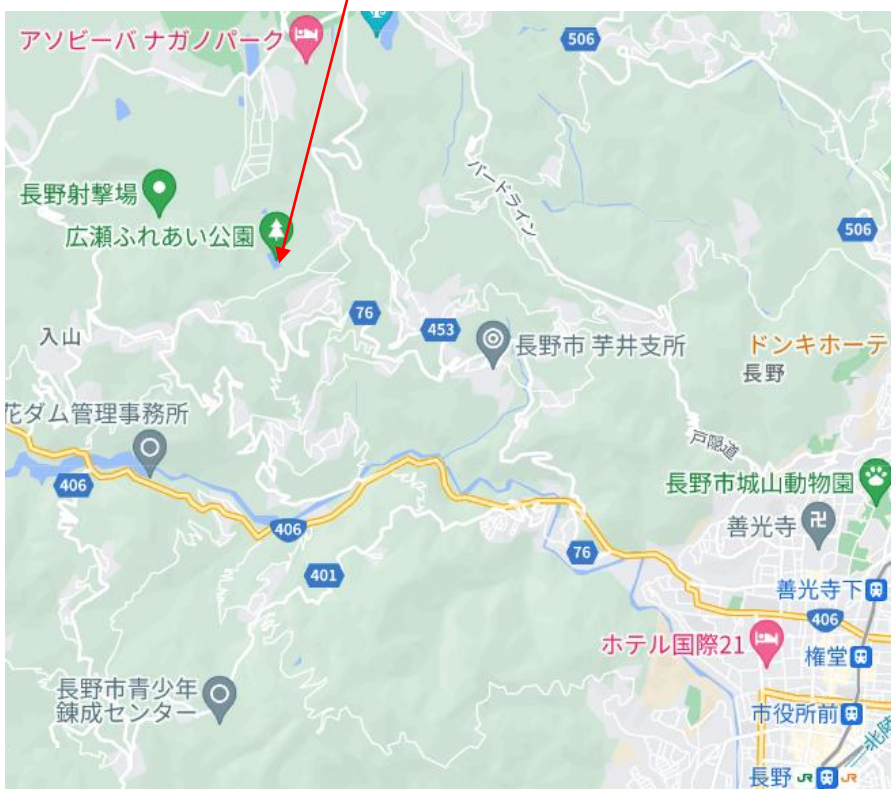 アソビーバ ナガノパーク
506
長野射撃場
バードライン
広瀬ふれあい公園
506
76
入山
453
長野市 芋井支所
ドンキホーテ
長野
花ダム管理事務所
戸隠道
406
長野市城山動物園
善光寺
406
76
401
善光寺下
406
ホテル国際21
権堂
長野市青少年
錬成センター
市役所前
北陸
長野 JR JR